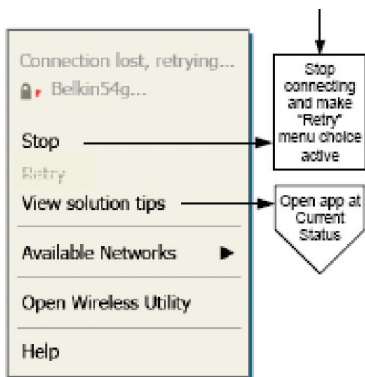 Connection lost, retrying...
Belkin54g...
Stop
Retry
View solution tips
Available Networks
Open Wireless Utility
Help
Stop
connecting
and make
"Retry"
menu choice
active
Open app at
Current
Status